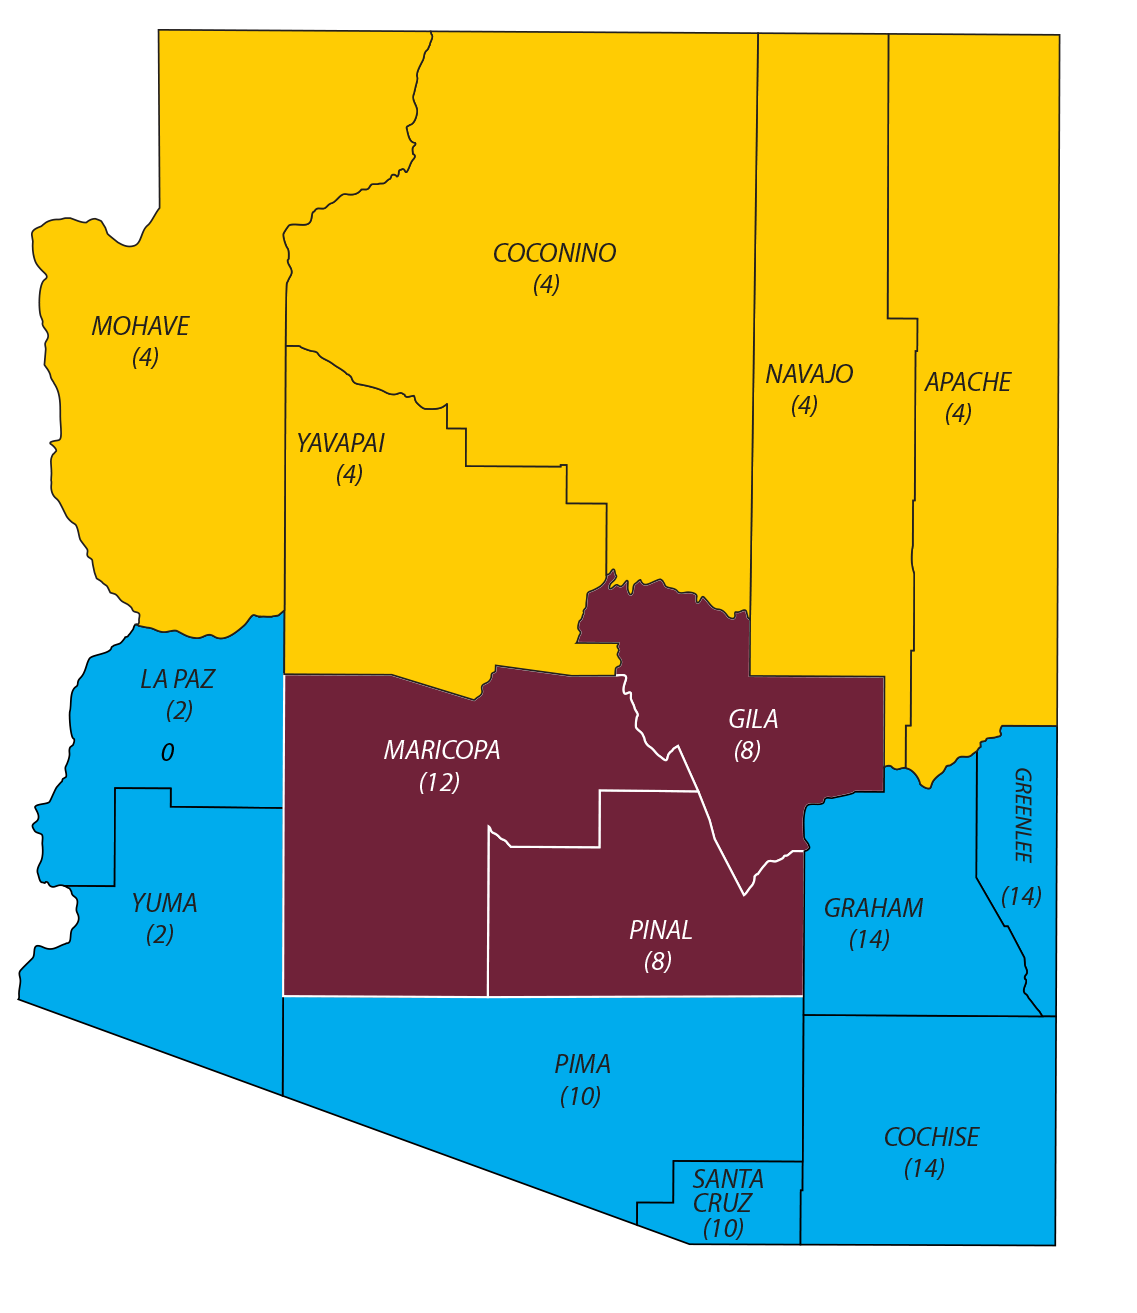 COCONINO
(4)
MOHAVE
(4)
NAVAJO
(4)
APACHE
(4)
YAVAPAI
(4)
LA PAZ
(2)
0
GILA
(8)
MARICOPA
(12)
GREENLEE
(14)
YUMA
(2)
GRAHAM
(14)
PINAL
(8)
PIMA
(10)
COCHISE
(14)
SANTA
CRUZ
(10)